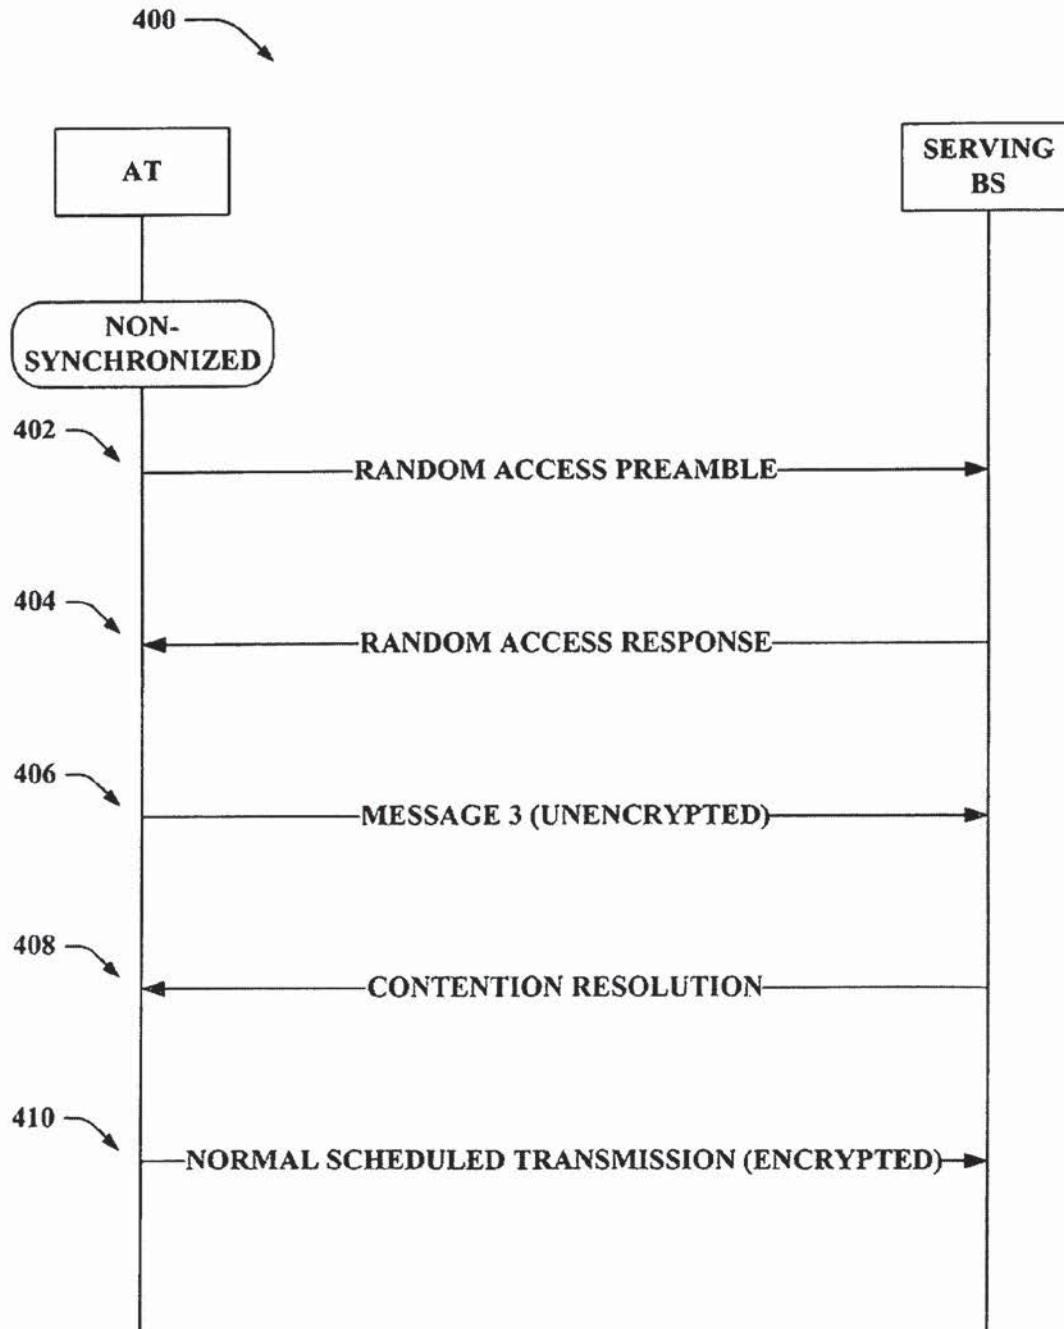 400
AT
SERVING
BS
NON-
SYNCHRONIZED
402
RANDOM ACCESS PREAMBLE
404
RANDOM ACCESS RESPONSE
406
MESSAGE 3 (UNENCRYPTED)
408
CONTENTION RESOLUTION
410
NORMAL SCHEDULED TRANSMISSION (ENCRYPTED)